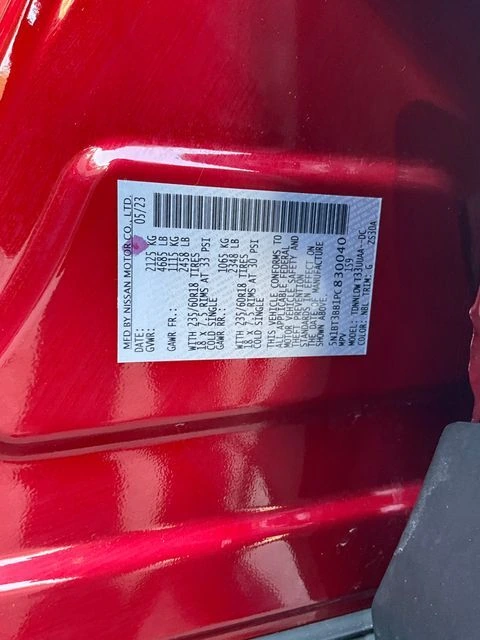 MFD BY NISSAN MOTOR CO., LTD.
DATE: 05/23
GVWR: 2125 KG
4685 LB
GAWR FR.: 1115 KG
2458 LB
WITH 235/60R18 TIRES
18 X 7.5 RIMS AT 33 PSI
COLD SINGLE
GAWR RR.: 1065 KG
2348 LB
WITH 235/60R18 TIRES
18 X 7.5 RIMS AT 30 PSI
COLD SINGLE
THIS VEHICLE CONFORMS TO
ALL APPLICABLE FEDERAL
MOTOR VEHICLE SAFETY AND
THEFT PREVENTION
STANDARDS IN EFFECT ON
THE DATE OF MANUFACTURE
SHOWN ABOVE.
MPV
COLOR: NBL TRIM: G